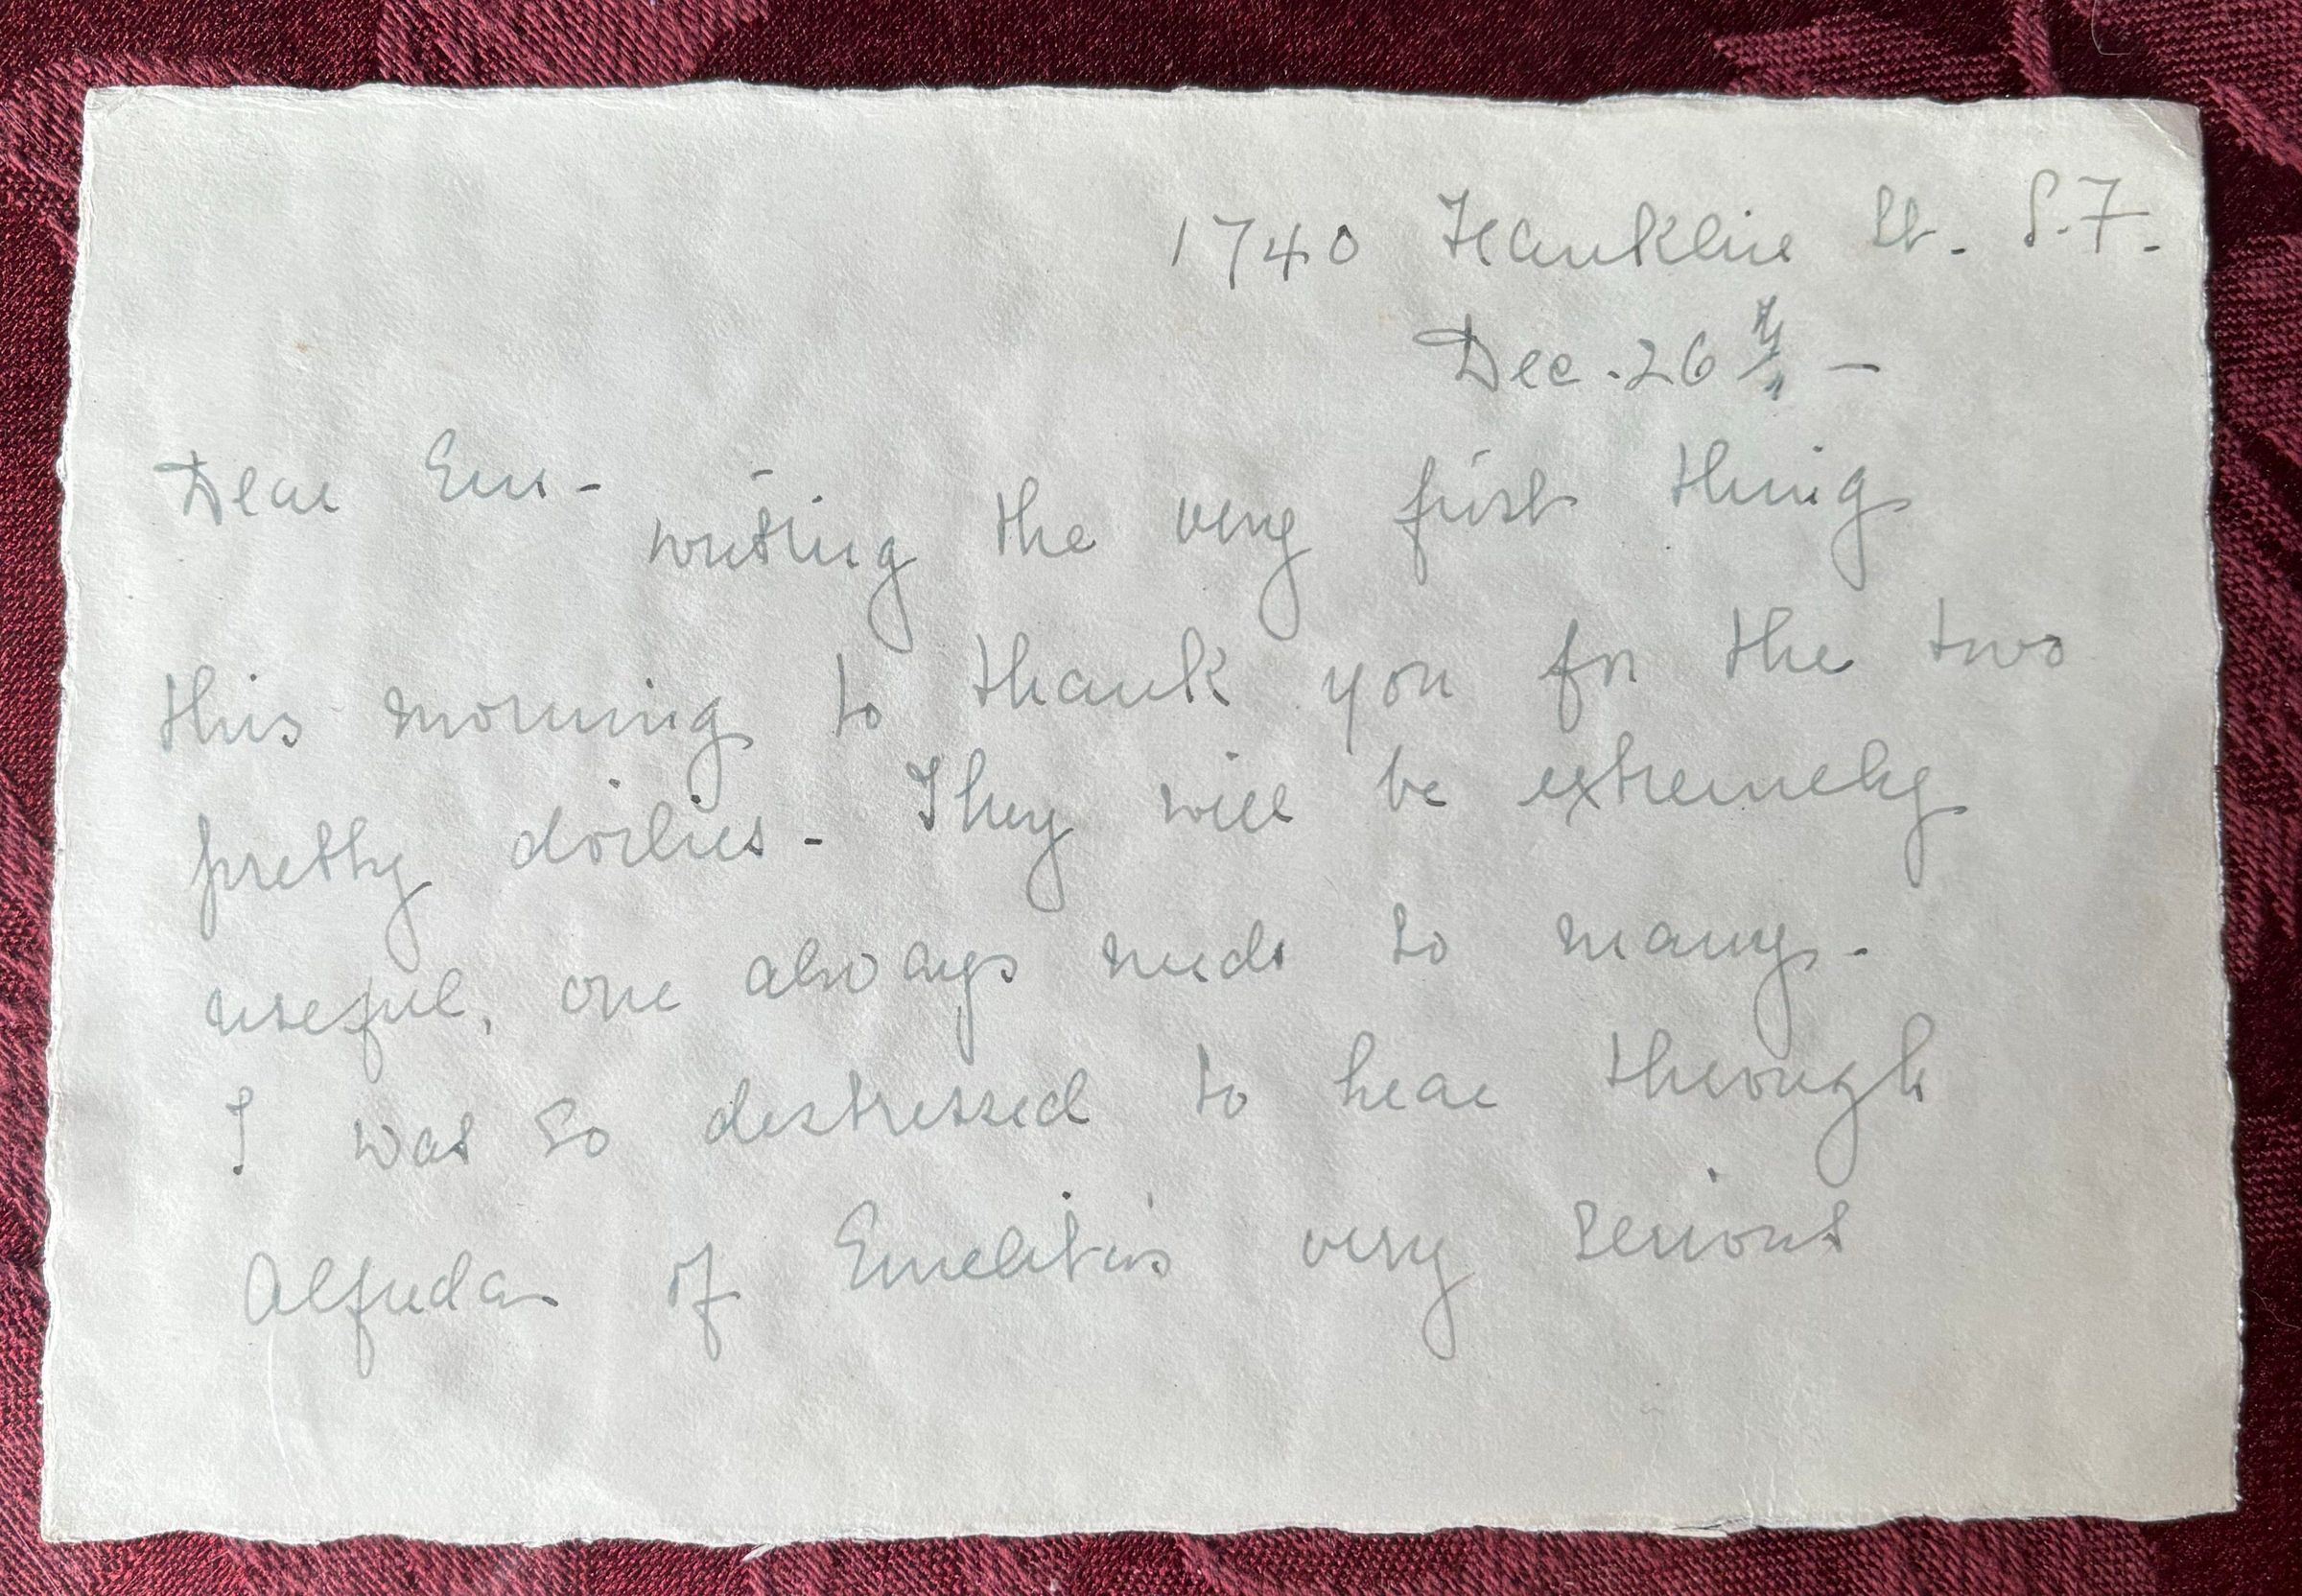 1740 Franklin St. S.F.
Dec. 26 th —
Dear Em -
writing the very first thing
this morning to thank you for the two
pretty doilies - They will be extremely
useful, one always needs so many -
I was so destressed to hear through
Alfreda of Emelita's very serious